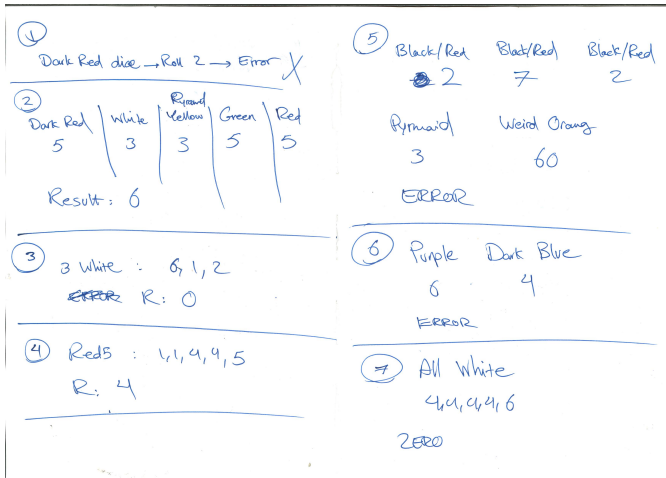 1
Dark Red dice → Roll 2 → Error X
2
Dark Red | White | Pyramid Yellow | Green | Red
5 3 3 5 5
Result: 6
3
3 White : 6, 1, 2
ERROR R: 0
4
Red5 : 1, 1, 4, 4, 5
R: 4
5
Black/Red Black/Red Black/Red
2 7 2
Pyrmaid Weird Orang
3 60
ERROR
6
Purple Dark Blue
6 4
ERROR
7
All White
4, 4, 4, 4, 6
ZERO